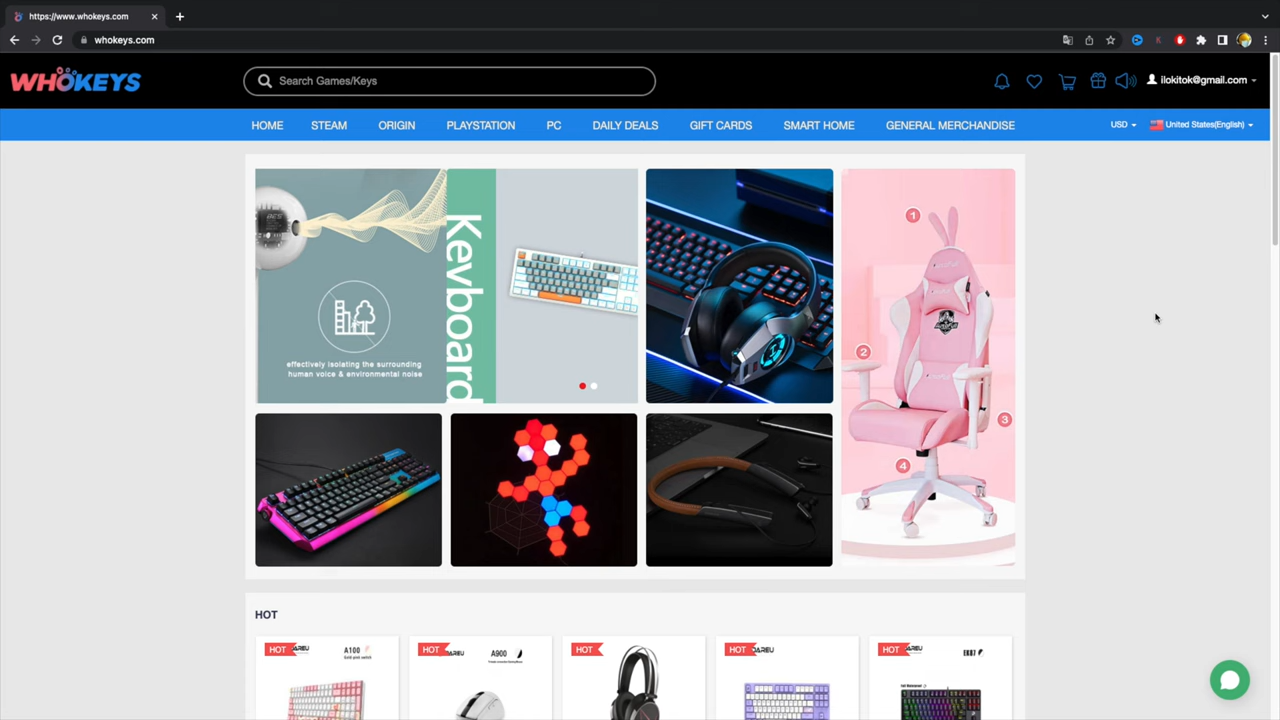 https://www.whokeys.com
whokeys.com
WHOKEYS
Search Games/Keys
ilokitok@gmail.com
HOME STEAM ORIGIN PLAYSTATION PC DAILY DEALS GIFT CARDS SMART HOME GENERAL MERCHANDISE USD United States(English)
effectively isolating the surrounding
human voice & environmental noise
Keyboard
1
2
3
4
HOT
HOT A100
HOT A900
HOT
HOT
HOT EK87